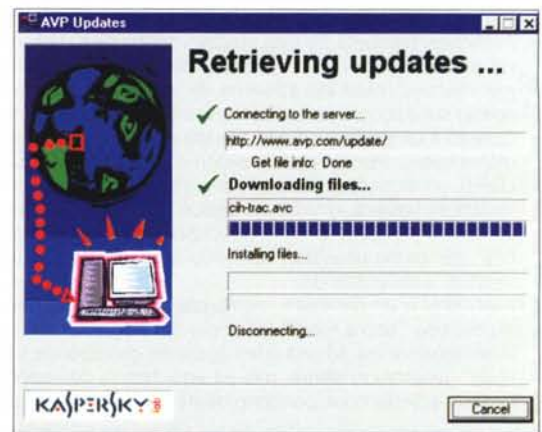 AVP Updates
Retrieving updates ...
Connecting to the server...
http://www.avp.com/update/
Get file info: Done
Downloading files...
cih-trac.avc
Installing files...
Disconnecting...
KASPERSKY
Cancel